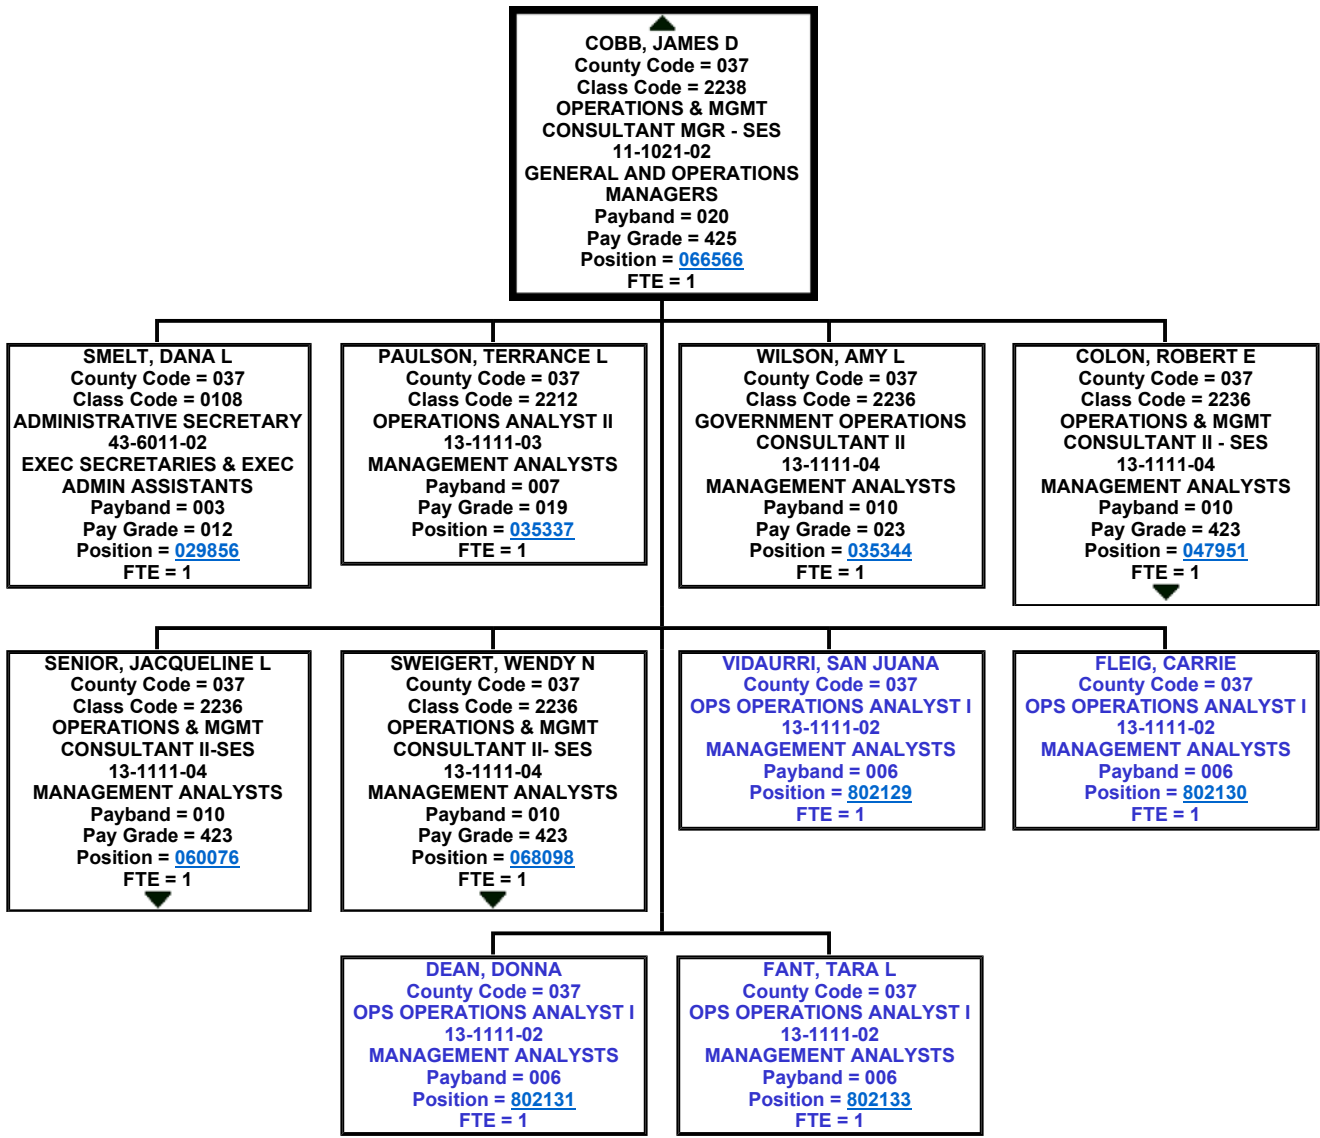 COBB, JAMES D
County Code = 037
Class Code = 2238
OPERATIONS & MGMT
CONSULTANT MGR - SES
11-1021-02
GENERAL AND OPERATIONS
MANAGERS
Payband = 020
Pay Grade = 425
Position = 066566
FTE = 1
SMELT, DANA L
County Code = 037
Class Code = 0108
ADMINISTRATIVE SECRETARY
43-6011-02
EXEC SECRETARIES & EXEC
ADMIN ASSISTANTS
Payband = 003
Pay Grade = 012
Position = 029856
FTE = 1
PAULSON, TERRANCE L
County Code = 037
Class Code = 2212
OPERATIONS ANALYST II
13-1111-03
MANAGEMENT ANALYSTS
Payband = 007
Pay Grade = 019
Position = 035337
FTE = 1
WILSON, AMY L
County Code = 037
Class Code = 2236
GOVERNMENT OPERATIONS
CONSULTANT II
13-1111-04
MANAGEMENT ANALYSTS
Payband = 010
Pay Grade = 023
Position = 035344
FTE = 1
COLON, ROBERT E
County Code = 037
Class Code = 2236
OPERATIONS & MGMT
CONSULTANT II - SES
13-1111-04
MANAGEMENT ANALYSTS
Payband = 010
Pay Grade = 423
Position = 047951
FTE = 1
SENIOR, JACQUELINE L
County Code = 037
Class Code = 2236
OPERATIONS & MGMT
CONSULTANT II-SES
13-1111-04
MANAGEMENT ANALYSTS
Payband = 010
Pay Grade = 423
Position = 060076
FTE = 1
SWEIGERT, WENDY N
County Code = 037
Class Code = 2236
OPERATIONS & MGMT
CONSULTANT II- SES
13-1111-04
MANAGEMENT ANALYSTS
Payband = 010
Pay Grade = 423
Position = 068098
FTE = 1
VIDAURRI, SAN JUANA
County Code = 037
OPS OPERATIONS ANALYST I
13-1111-02
MANAGEMENT ANALYSTS
Payband = 006
Position = 802129
FTE = 1
FLEIG, CARRIE
County Code = 037
OPS OPERATIONS ANALYST I
13-1111-02
MANAGEMENT ANALYSTS
Payband = 006
Position = 802130
FTE = 1
DEAN, DONNA
County Code = 037
OPS OPERATIONS ANALYST I
13-1111-02
MANAGEMENT ANALYSTS
Payband = 006
Position = 802131
FTE = 1
FANT, TARA L
County Code = 037
OPS OPERATIONS ANALYST I
13-1111-02
MANAGEMENT ANALYSTS
Payband = 006
Position = 802133
FTE = 1